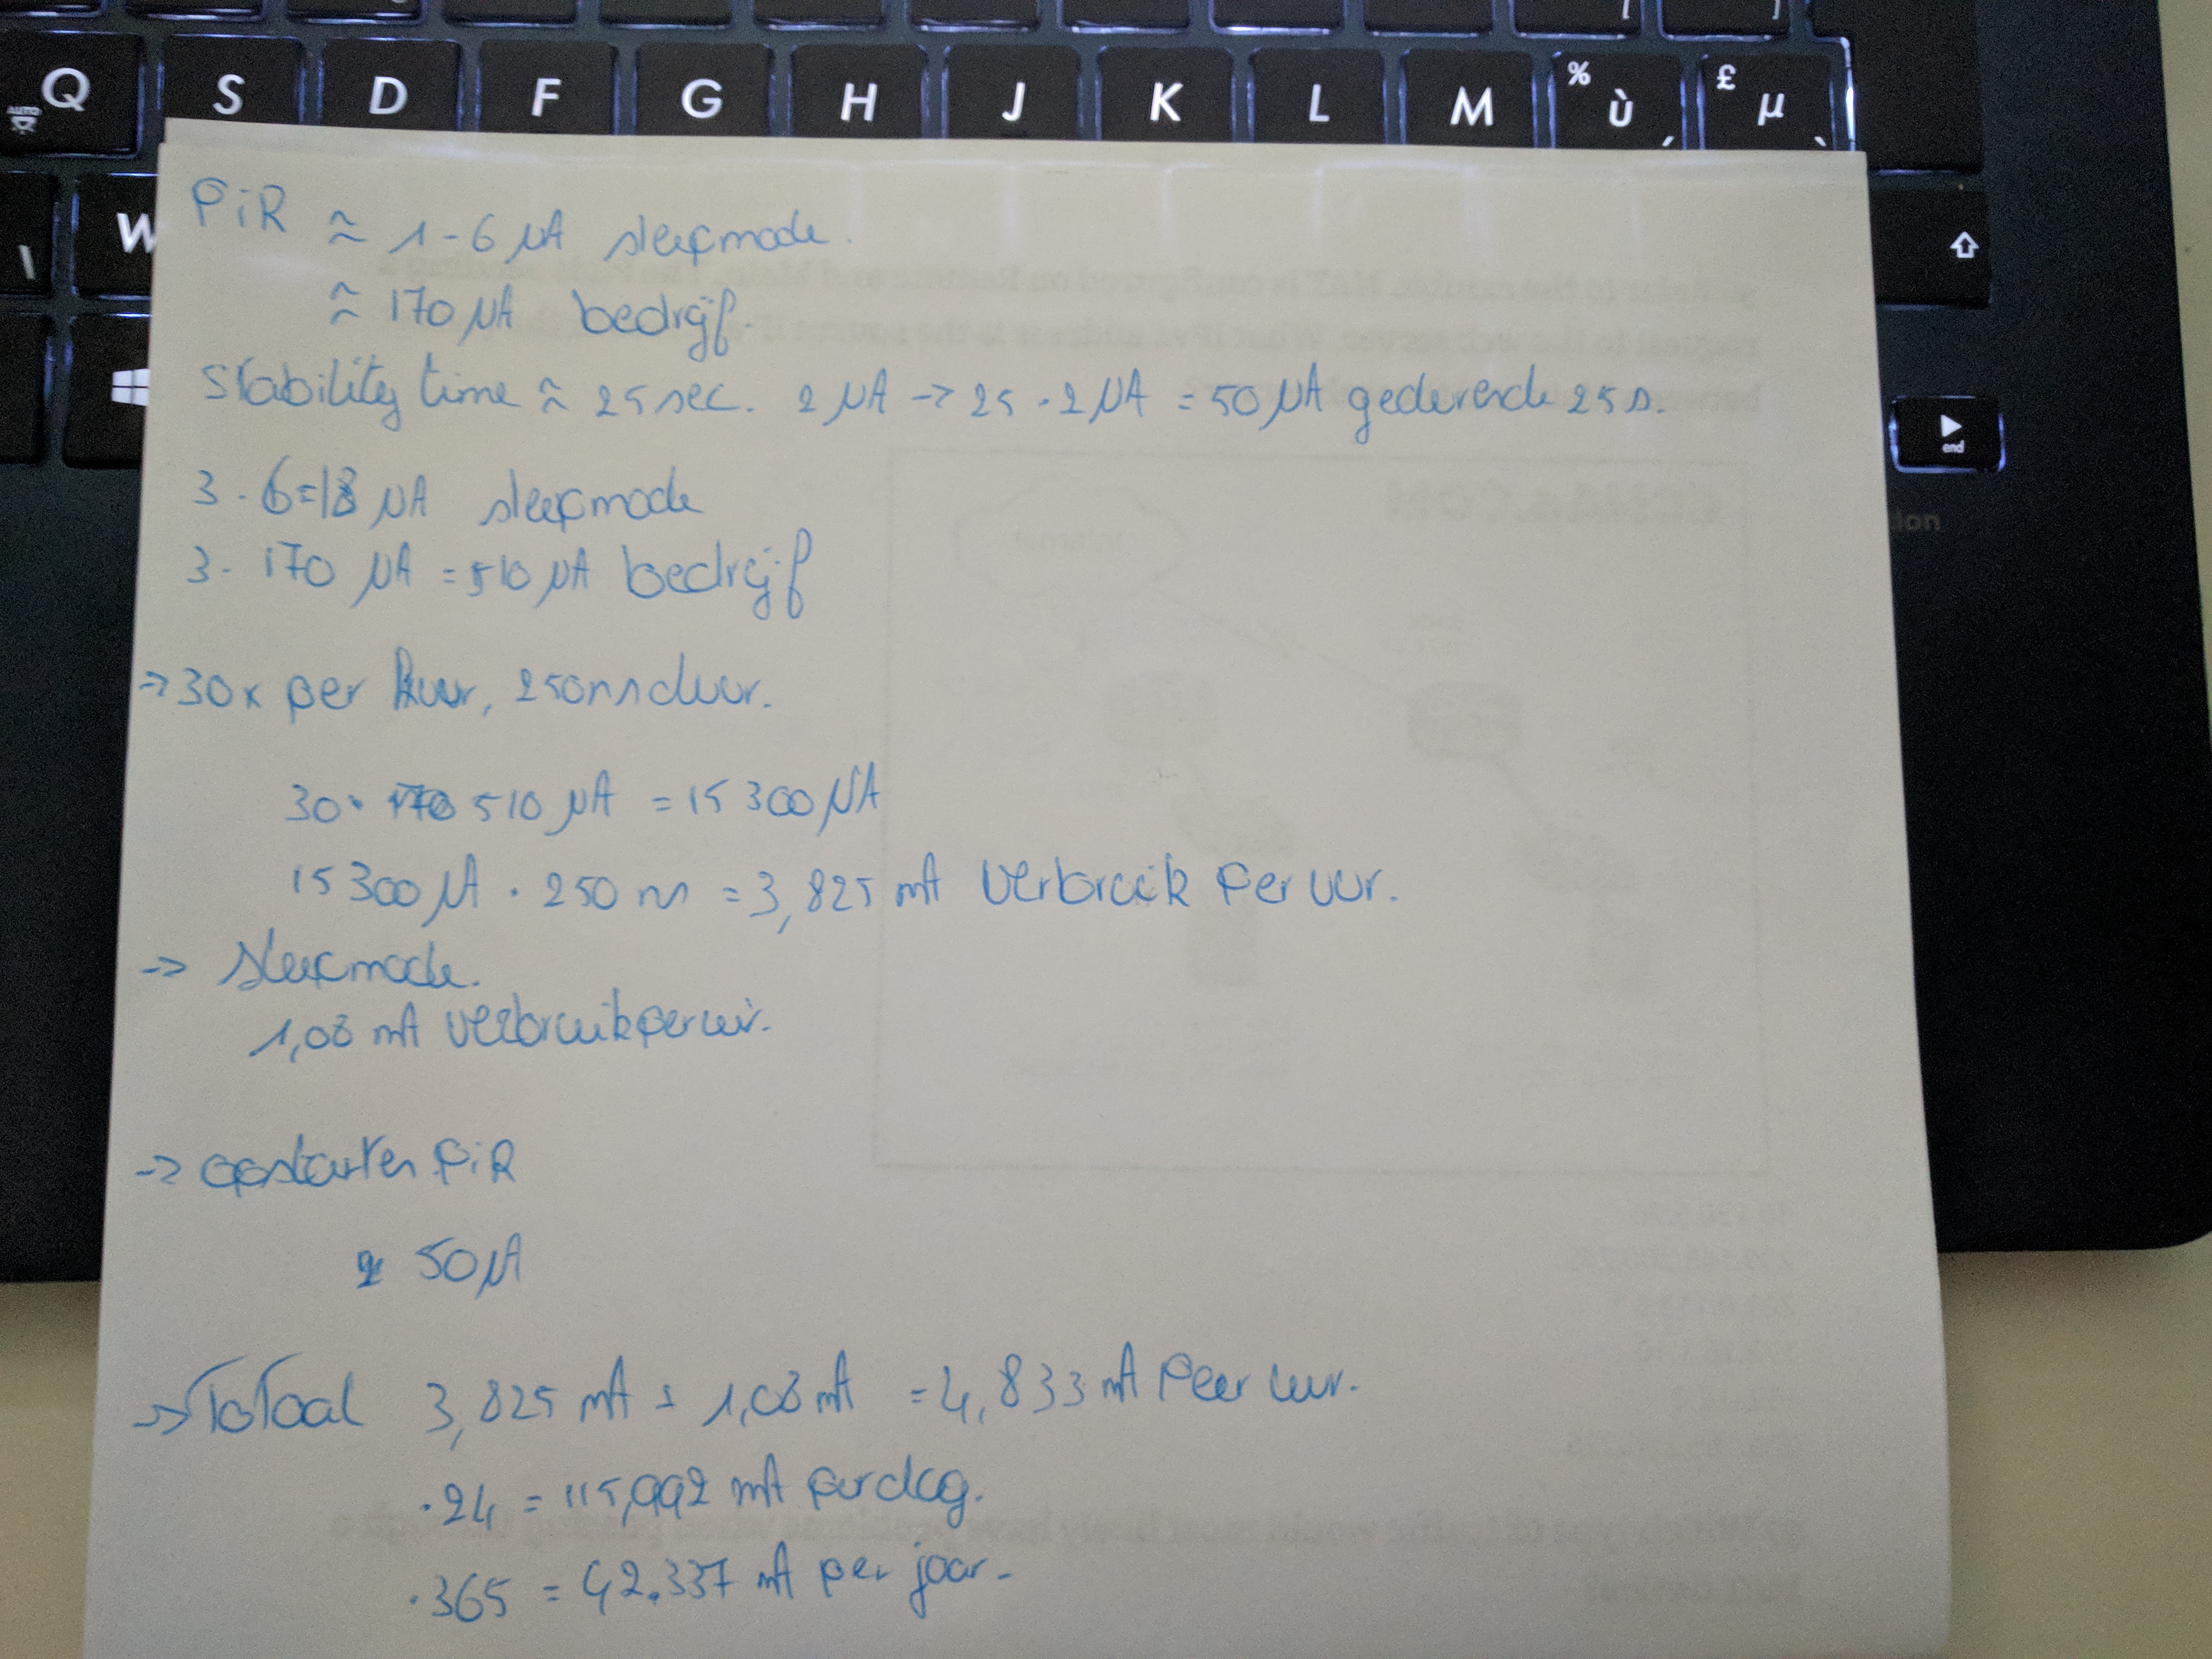 Q S D F G H J K L M % ù £ µ
AUTO
W
\
end
PiR ≈ 1-6 µA sleepmode.
≈ 170 µA bedrijf.
Stability time ≈ 25 sec. 2 µA -> 25 · 2 µA = 50 µA gedurende 25 s.
3 · 6 = 18 µA sleepmode
3 · 170 µA = 510 µA bedrijf
-> 30x per uur, 250ms duur.
30 · 510 µA = 15 300 µA
15 300 µA · 250 ms = 3,825 mA Verbruik Per uur.
-> Sleepmode.
1,08 mA Verbruik per uur.
-> opstarten PiR
50 µA
=> ToTaal 3,825 mA + 1,08 mA = 4,833 mA Peer uur.
·24 = 115,992 mA per dag.
·365 = 42.337 mA per jaar.